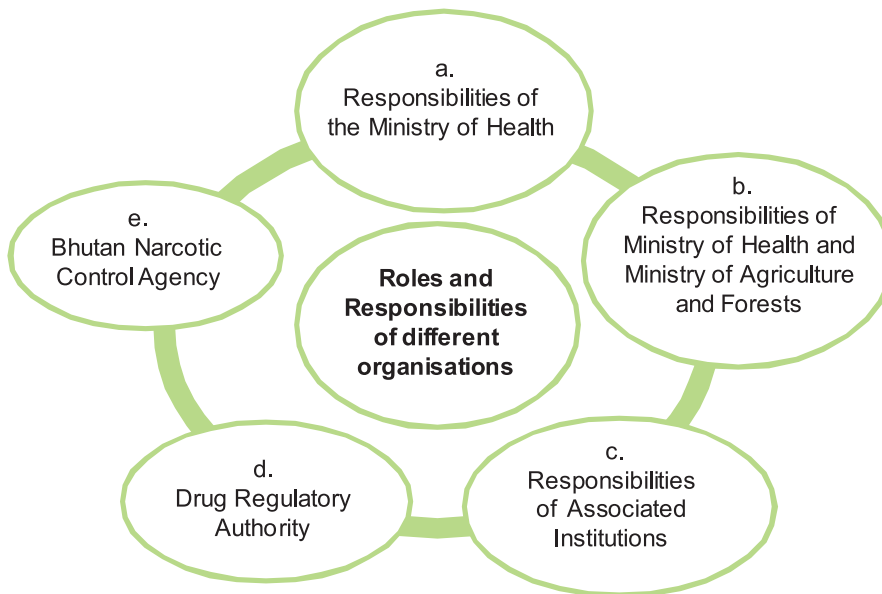 a.
Responsibilities of
the Ministry of Health
b.
Responsibilities of
Ministry of Health and
Ministry of Agriculture
and Forests
c.
Responsibilities
of Associated
Institutions
d.
Drug Regulatory
Authority
e.
Bhutan Narcotic
Control Agency
Roles and
Responsibilities
of different
organisations